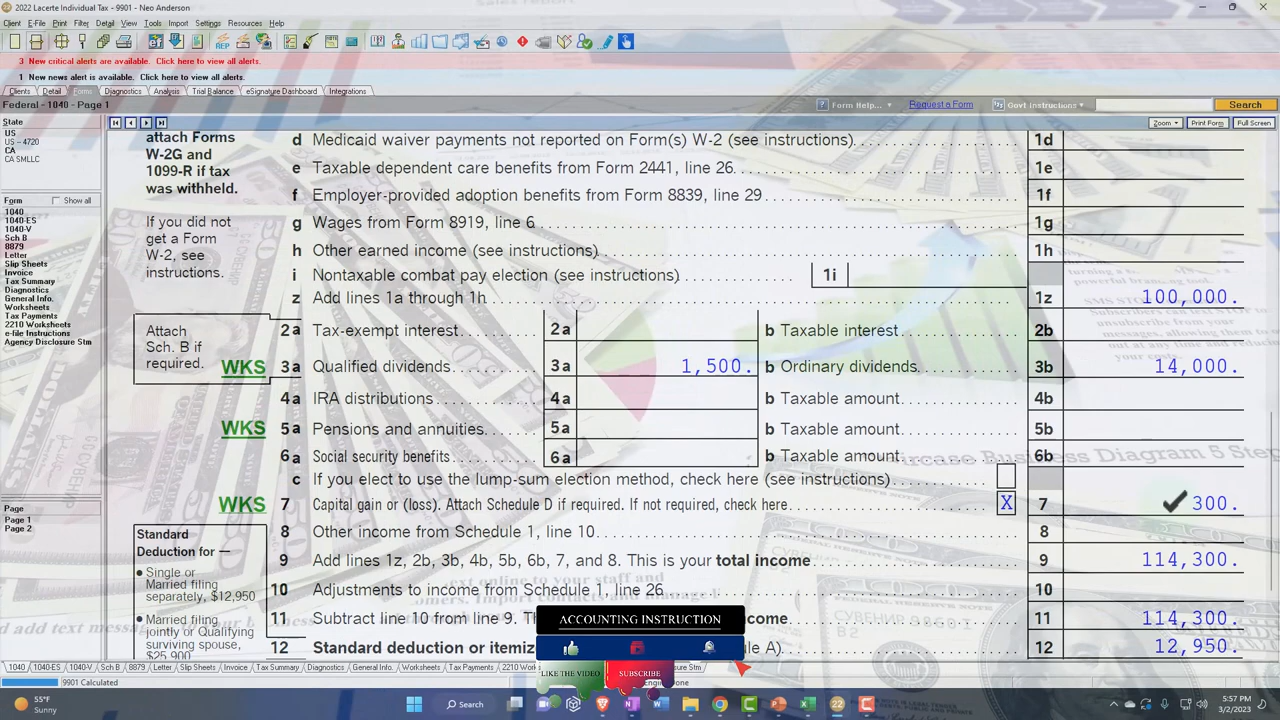 2022 Lacerte Individual Tax - 9901 - Neo Anderson
Client E-File Print Filter Detail View Tools Import Settings Resources Help
3 New critical alerts are available. Click here to view all alerts.
1 New news alert is available. Click here to view all alerts.
Clients Detail Forms Diagnostics Analysis Trial Balance eSignature Dashboard Integrations
Federal - 1040 - Page 1
Form Help... Request a Form Govt Instructions Search
Zoom Print Form Full Screen
State
US
US - 4720
CA
CA SMLLC
Form Show all
1040
1040-ES
1040-V
Sch B
8879
Letter
Slip Sheets
Invoice
Tax Summary
Diagnostics
General Info.
Worksheets
Tax Payments
2210 Worksheets
e-file Instructions
Agency Disclosure Stm
Page
Page 1
Page 2
attach Forms
W-2G and
1099-R if tax
was withheld.
If you did not
get a Form
W-2, see
instructions.
d Medicaid waiver payments not reported on Form(s) W-2 (see instructions) 1d
e Taxable dependent care benefits from Form 2441, line 26 1e
f Employer-provided adoption benefits from Form 8839, line 29 1f
g Wages from Form 8919, line 6 1g
h Other earned income (see instructions) 1h
i Nontaxable combat pay election (see instructions) 1i
z Add lines 1a through 1h 1z 100,000.
Attach
Sch. B if
required.
2a Tax-exempt interest 2a b Taxable interest 2b
WKS 3a Qualified dividends 3a 1,500. b Ordinary dividends 3b 14,000.
4a IRA distributions 4a b Taxable amount 4b
WKS 5a Pensions and annuities 5a b Taxable amount 5b
6a Social security benefits 6a b Taxable amount 6b
c If you elect to use the lump-sum election method, check here (see instructions)
WKS 7 Capital gain or (loss). Attach Schedule D if required. If not required, check here X 7 300.
8 Other income from Schedule 1, line 10 8
9 Add lines 1z, 2b, 3b, 4b, 5b, 6b, 7, and 8. This is your total income 9 114,300.
10 Adjustments to income from Schedule 1, line 26 10
11 Subtract line 10 from line 9. Th ome 11 114,300.
12 Standard deduction or itemiz le A) 12 12,950.
Standard
Deduction for —
• Single or
Married filing
separately, $12,950
• Married filing
jointly or Qualifying
surviving spouse,
$25,900
ACCOUNTING INSTRUCTION
LIKE THE VIDEO SUBSCRIBE
1040 1040-ES 1040-V Sch B 8879 Letter Slip Sheets Invoice Tax Summary Diagnostics General Info. Worksheets Tax Payments 2210 Work sure Stm
9901 Calculated
55°F
Sunny
Search
5:57 PM
3/2/2023